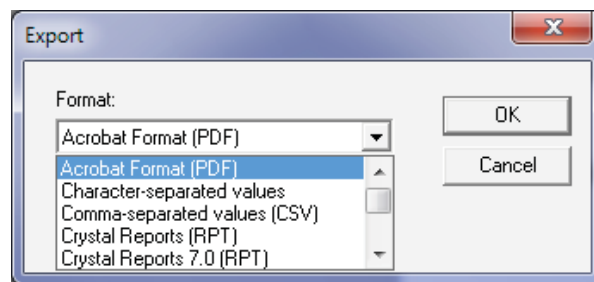 Export
Format:
Acrobat Format (PDF)
Acrobat Format (PDF)
Character-separated values
Comma-separated values (CSV)
Crystal Reports (RPT)
Crystal Reports 7.0 (RPT)
OK
Cancel